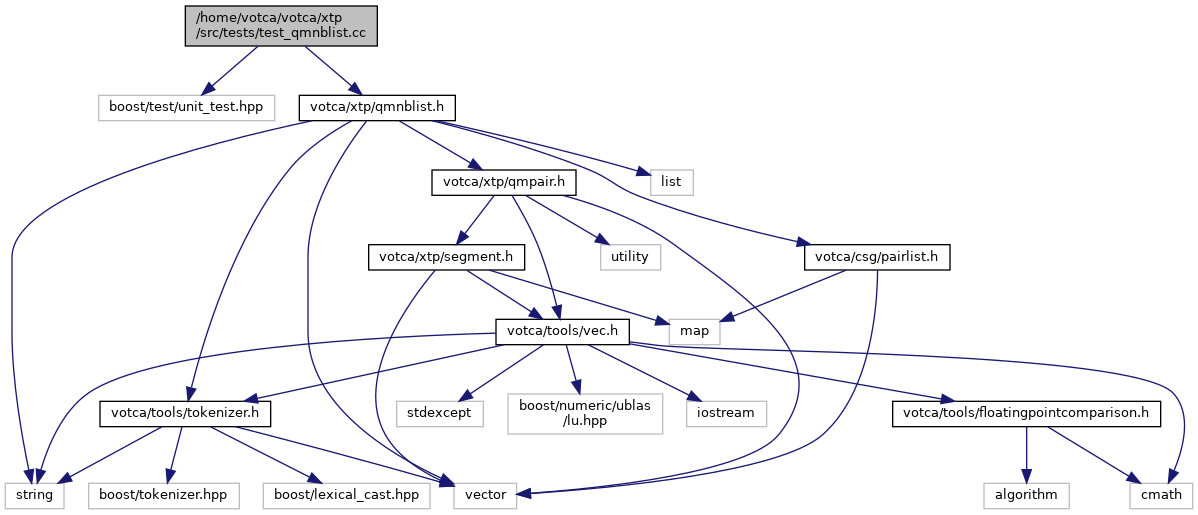 /home/votca/votca/xtp
/src/tests/test_qmnblist.cc
boost/test/unit_test.hpp
votca/xtp/qmnblist.h
votca/xtp/qmpair.h
list
votca/xtp/segment.h
utility
votca/csg/pairlist.h
votca/tools/vec.h
map
votca/tools/tokenizer.h
stdexcept
boost/numeric/ublas
/lu.hpp
iostream
votca/tools/floatingpointcomparison.h
string
boost/tokenizer.hpp
boost/lexical_cast.hpp
vector
algorithm
cmath